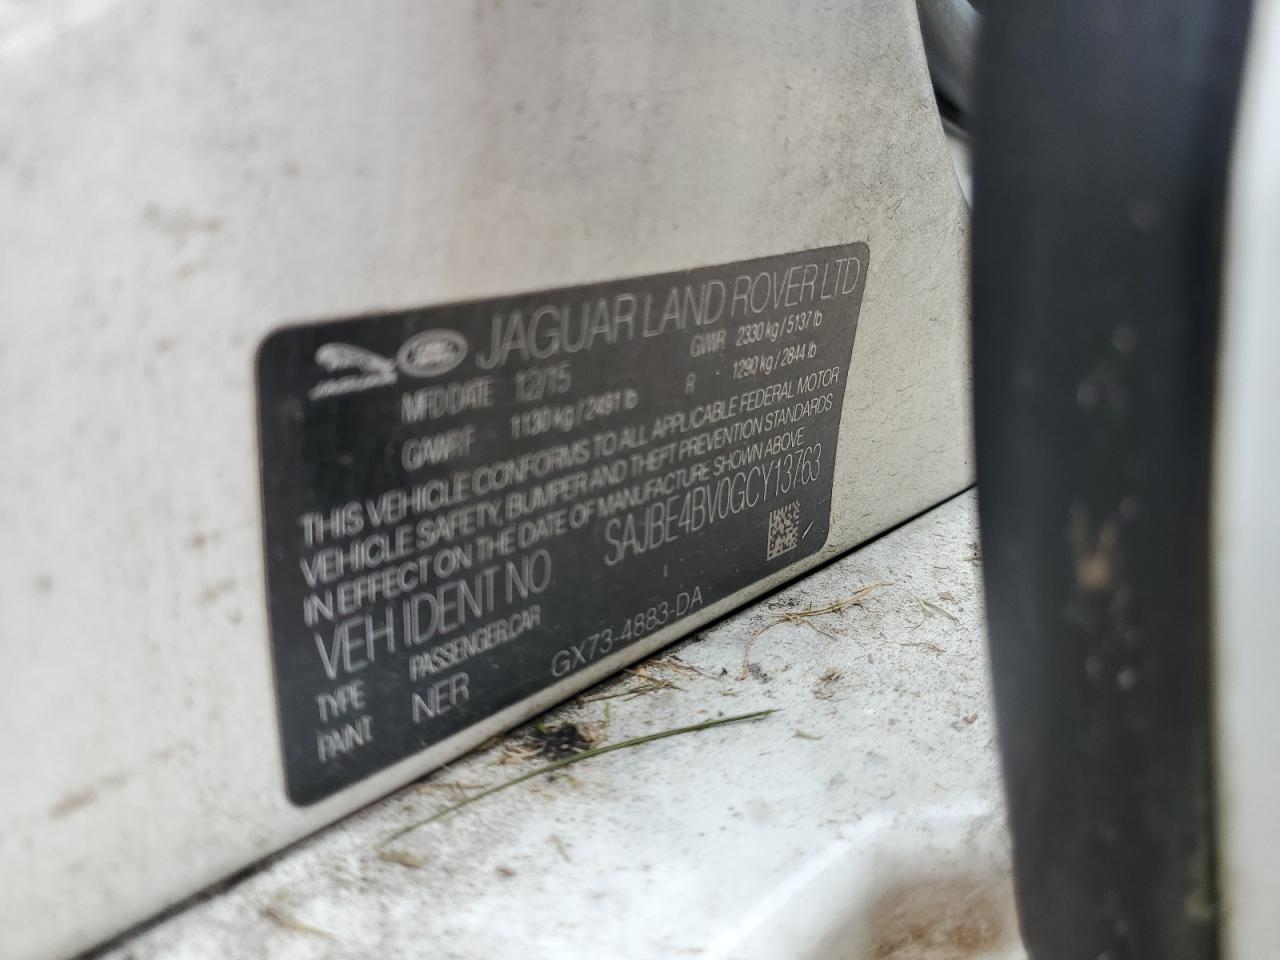 JAGUAR LAND ROVER LTD
MFD DATE 12/15 GVWR 2330 kg / 5137 lb
GAWR F 1130 kg / 2491 lb R 1290 kg / 2844 lb
THIS VEHICLE CONFORMS TO ALL APPLICABLE FEDERAL MOTOR
VEHICLE SAFETY, BUMPER AND THEFT PREVENTION STANDARDS
IN EFFECT ON THE DATE OF MANUFACTURE SHOWN ABOVE
VEH IDENT NO SAJBE4BV0GCY13763
TYPE PASSENGER CAR
PAINT NER GX73-4883-DA